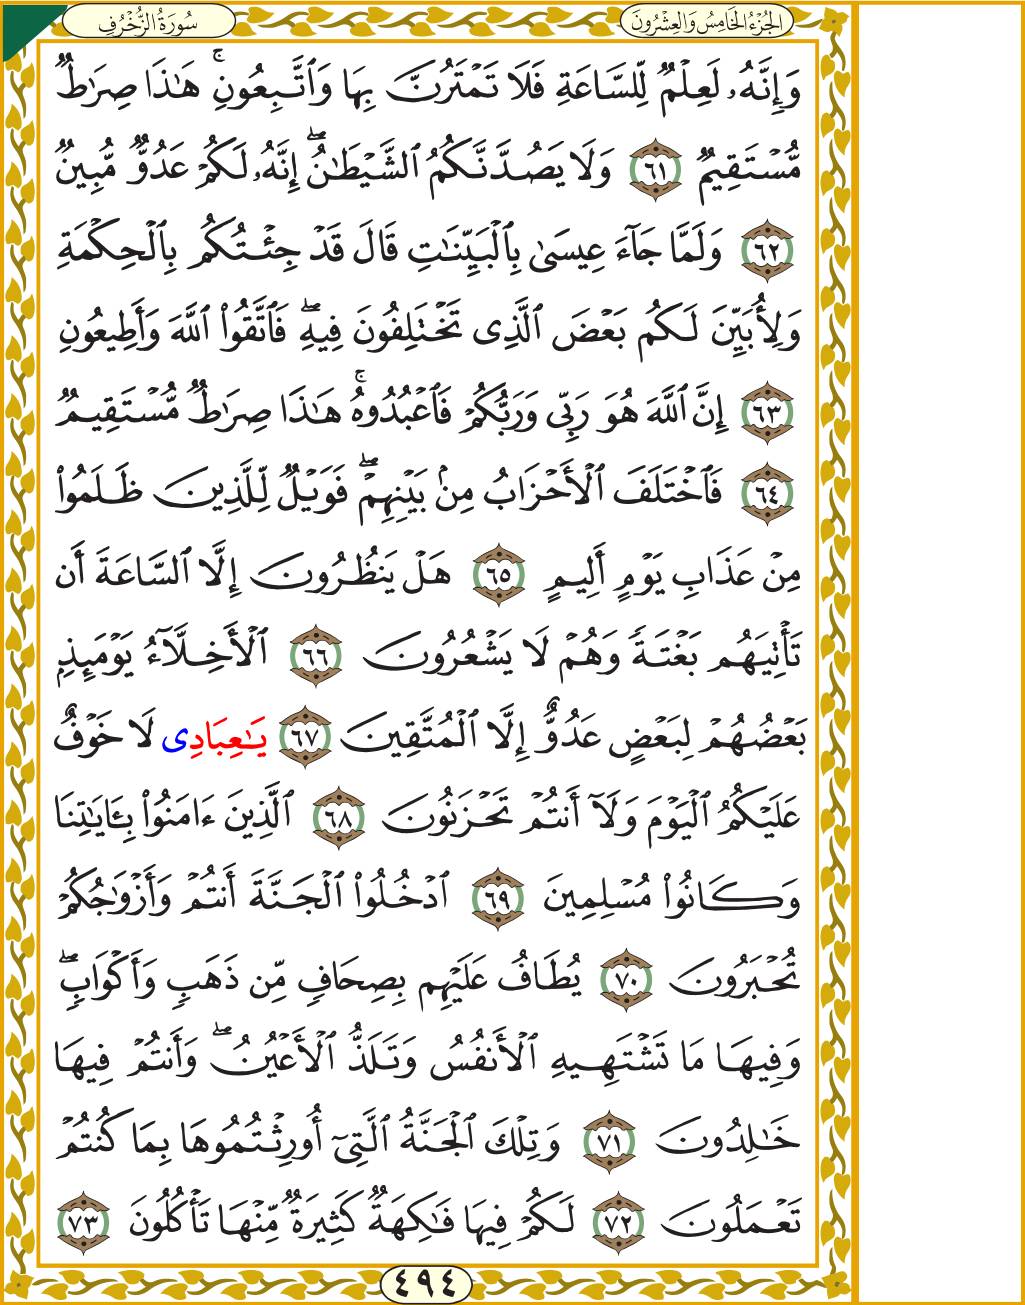 سُورَةُ الزُّخْرُفِ
الجُزْءُ الخَامِسُ وَالعِشْرُونَ
وَإِنَّهُۥ لَعِلْمٌ لِّلسَّاعَةِ فَلَا تَمْتَرُنَّ بِهَا وَٱتَّبِعُونِۚ هَٰذَا صِرَٰطٌ
مُّسْتَقِيمٌ ٦١ وَلَا يَصُدَّنَّكُمُ ٱلشَّيْطَٰنُۖ إِنَّهُۥ لَكُمْ عَدُوٌّ مُّبِينٌ
٦٢ وَلَمَّا جَآءَ عِيسَىٰ بِٱلْبَيِّنَٰتِ قَالَ قَدْ جِئْتُكُم بِٱلْحِكْمَةِ
وَلِأُبَيِّنَ لَكُم بَعْضَ ٱلَّذِى تَخْتَلِفُونَ فِيهِۖ فَٱتَّقُوا۟ ٱللَّهَ وَأَطِيعُونِ
٦٣ إِنَّ ٱللَّهَ هُوَ رَبِّى وَرَبُّكُمْ فَٱعْبُدُوهُۚ هَٰذَا صِرَٰطٌ مُّسْتَقِيمٌ
٦٤ فَٱخْتَلَفَ ٱلْأَحْزَابُ مِنۢ بَيْنِهِمْۖ فَوَيْلٌ لِّلَّذِينَ ظَلَمُوا۟
مِنْ عَذَابِ يَوْمٍ أَلِيمٍ ٦٥ هَلْ يَنظُرُونَ إِلَّا ٱلسَّاعَةَ أَن
تَأْتِيَهُم بَغْتَةً وَهُمْ لَا يَشْعُرُونَ ٦٦ ٱلْأَخِلَّآءُ يَوْمَئِذٍۭ
بَعْضُهُمْ لِبَعْضٍ عَدُوٌّ إِلَّا ٱلْمُتَّقِينَ ٦٧ يَٰعِبَادِى لَا خَوْفٌ
عَلَيْكُمُ ٱلْيَوْمَ وَلَآ أَنتُمْ تَحْزَنُونَ ٦٨ ٱلَّذِينَ ءَامَنُوا۟ بِـَٔايَٰتِنَا
وَكَانُوا۟ مُسْلِمِينَ ٦٩ ٱدْخُلُوا۟ ٱلْجَنَّةَ أَنتُمْ وَأَزْوَٰجُكُمْ
تُحْبَرُونَ ٧٠ يُطَافُ عَلَيْهِم بِصِحَافٍ مِّن ذَهَبٍ وَأَكْوَابٍۖ
وَفِيهَا مَا تَشْتَهِيهِ ٱلْأَنفُسُ وَتَلَذُّ ٱلْأَعْيُنُۖ وَأَنتُمْ فِيهَا
خَٰلِدُونَ ٧١ وَتِلْكَ ٱلْجَنَّةُ ٱلَّتِىٓ أُورِثْتُمُوهَا بِمَا كُنتُمْ
تَعْمَلُونَ ٧٢ لَكُمْ فِيهَا فَٰكِهَةٌ كَثِيرَةٌ مِّنْهَا تَأْكُلُونَ ٧٣
٤٩٤